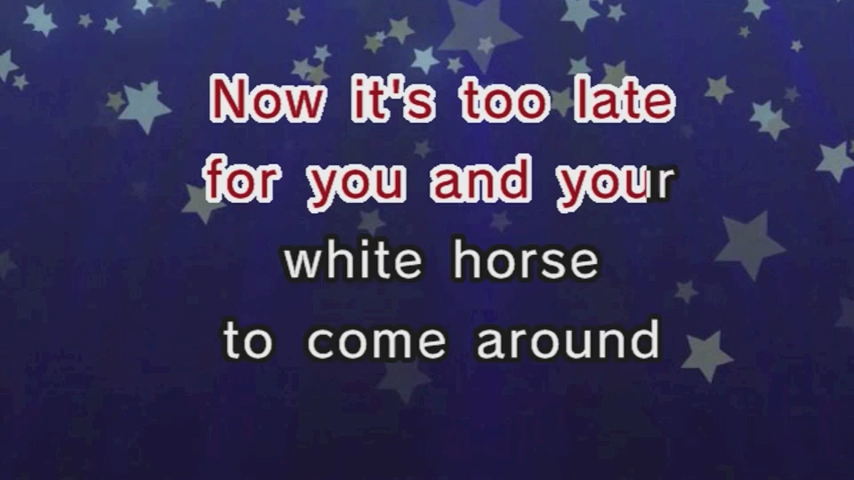 Now it's too late
for you and your
white horse
to come around